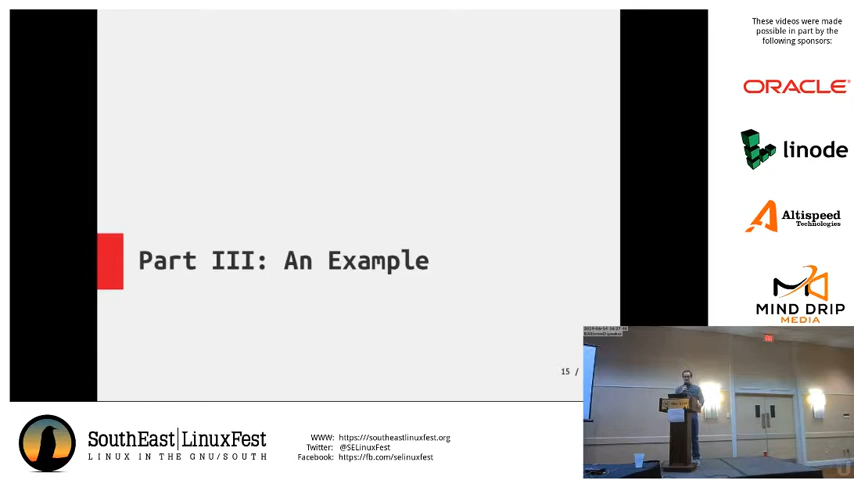 These videos were made
possible in part by the
following sponsors:
ORACLE
linode
Altispeed
Technologies
MIND DRIP
MEDIA
Part III: An Example
15 /
SouthEast|LinuxFest
LINUX IN THE GNU/SOUTH
WWW: https:///southeastlinuxfest.org
Twitter: @SELinuxFest
Facebook: https://fb.com/selinuxfest